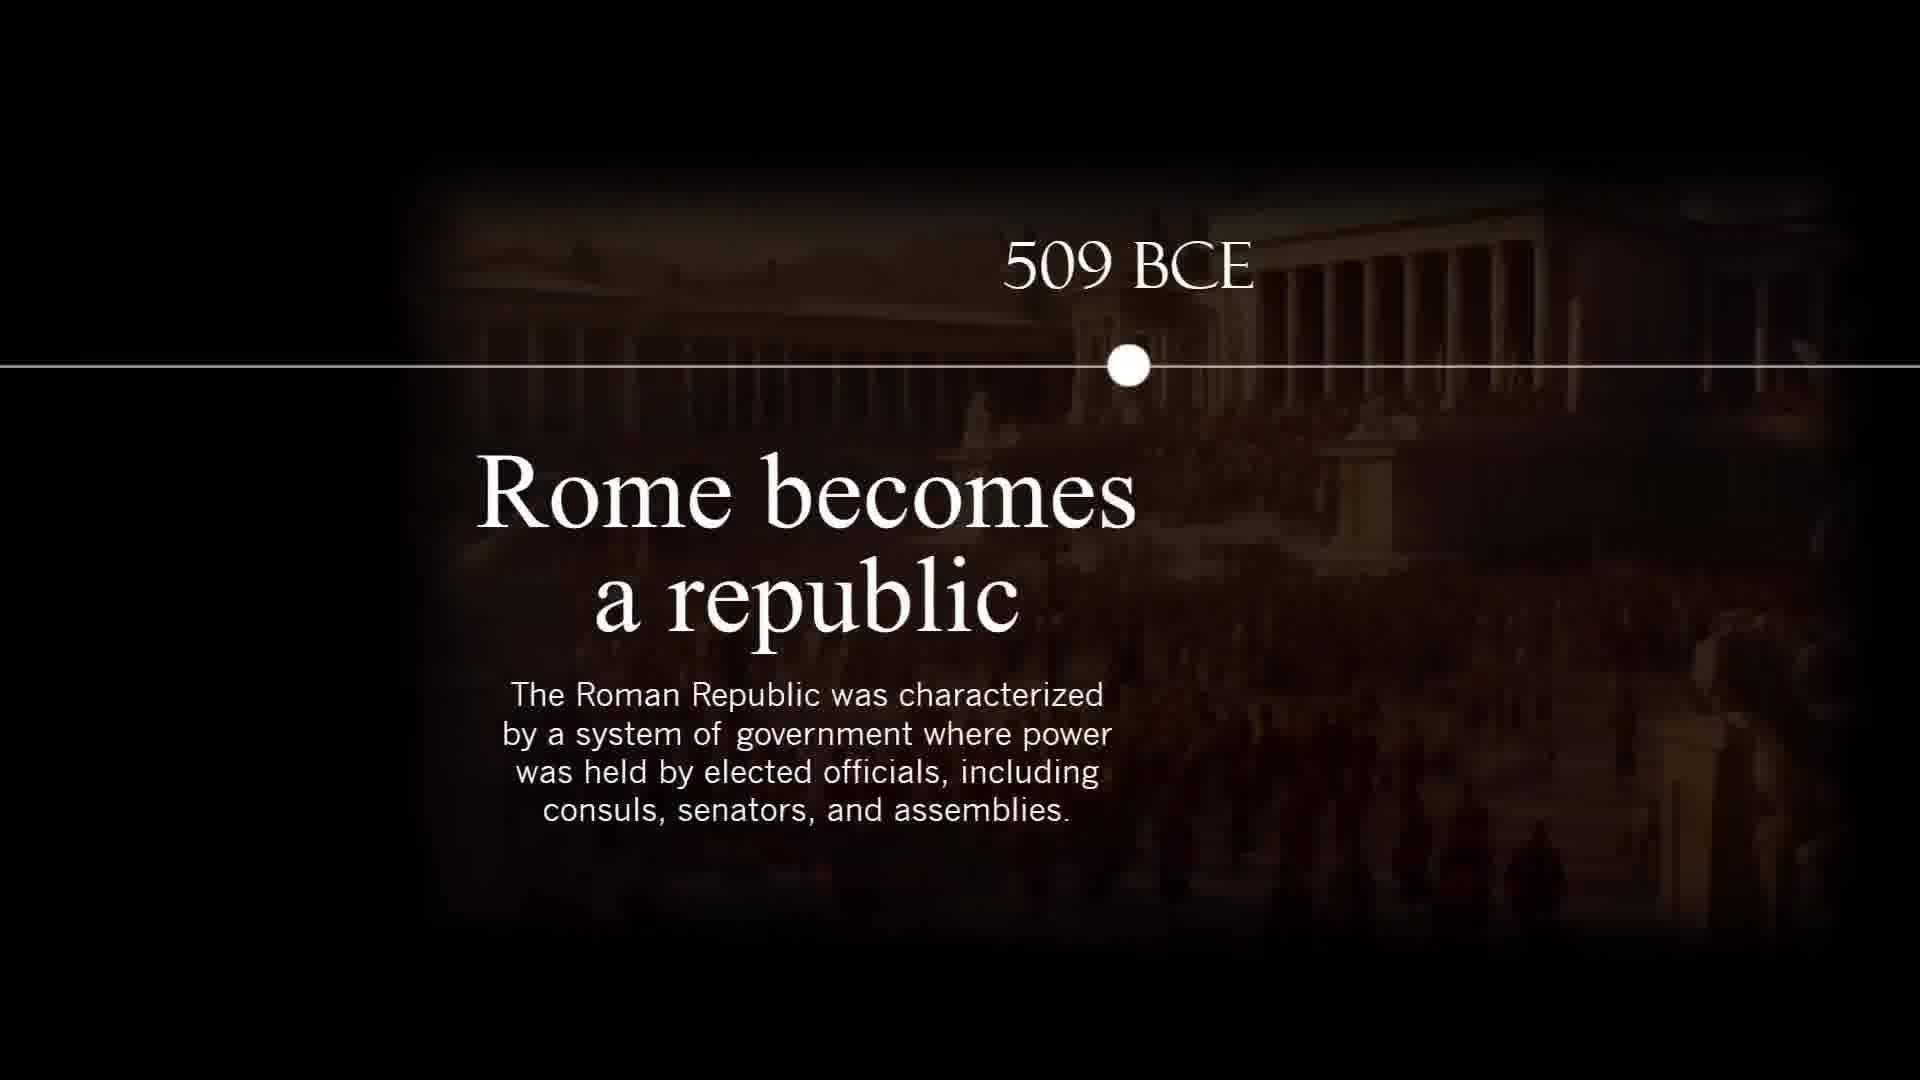 509 BCE
Rome becomes
a republic
The Roman Republic was characterized
by a system of government where power
was held by elected officials, including
consuls, senators, and assemblies.